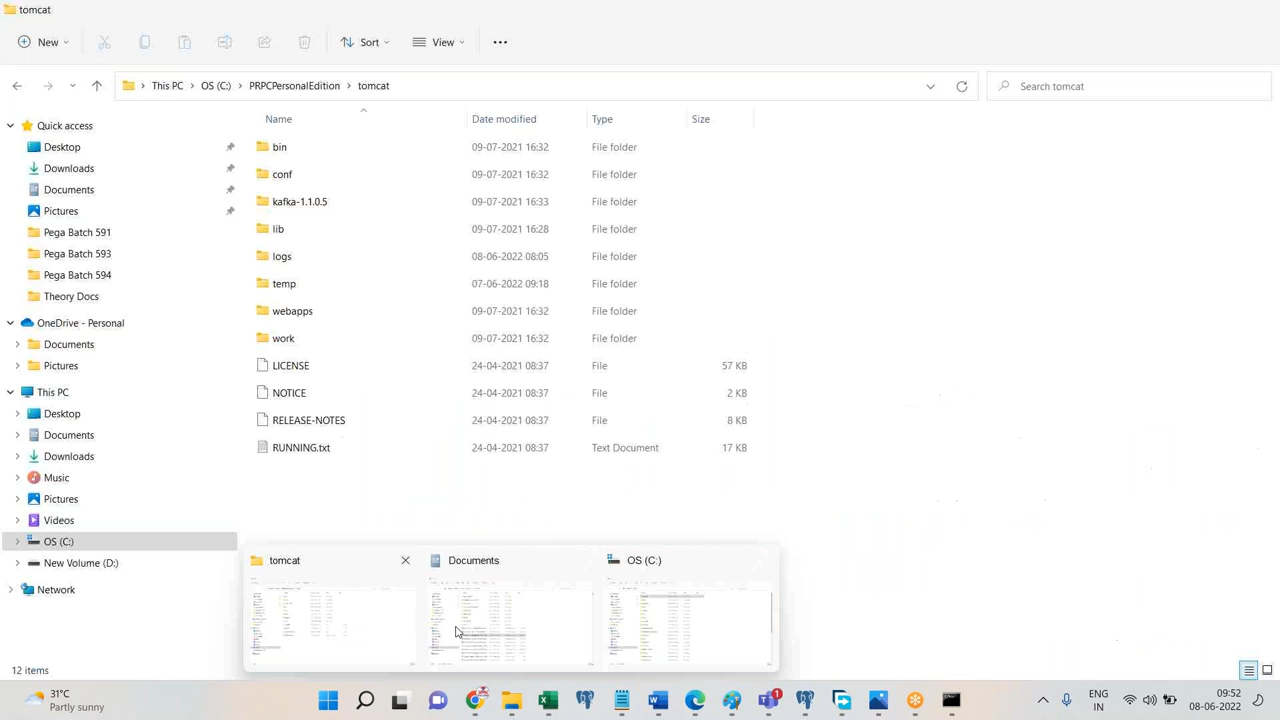 tomcat
New Sort View
This PC OS (C:) PRPCPersonalEdition tomcat Search tomcat
Name Date modified Type Size
Quick access
Desktop
Downloads
Documents
Pictures
Pega Batch 591
Pega Batch 593
Pega Batch 594
Theory Docs
OneDrive - Personal
Documents
Pictures
This PC
Desktop
Documents
Downloads
Music
Pictures
Videos
OS (C:)
New Volume (D:)
Network
bin 09-07-2021 16:32 File folder
conf 09-07-2021 16:32 File folder
kafka-1.1.0.5 09-07-2021 16:33 File folder
lib 09-07-2021 16:28 File folder
logs 08-06-2022 08:05 File folder
temp 07-06-2022 09:18 File folder
webapps 09-07-2021 16:32 File folder
work 09-07-2021 16:32 File folder
LICENSE 24-04-2021 08:37 File 57 KB
NOTICE 24-04-2021 08:37 File 2 KB
RELEASE-NOTES 24-04-2021 08:37 File 8 KB
RUNNING.txt 24-04-2021 08:37 Text Document 17 KB
tomcat Documents OS (C:)
12 items
31°C
Partly sunny
1
ENG
IN
09:52
08-06-2022